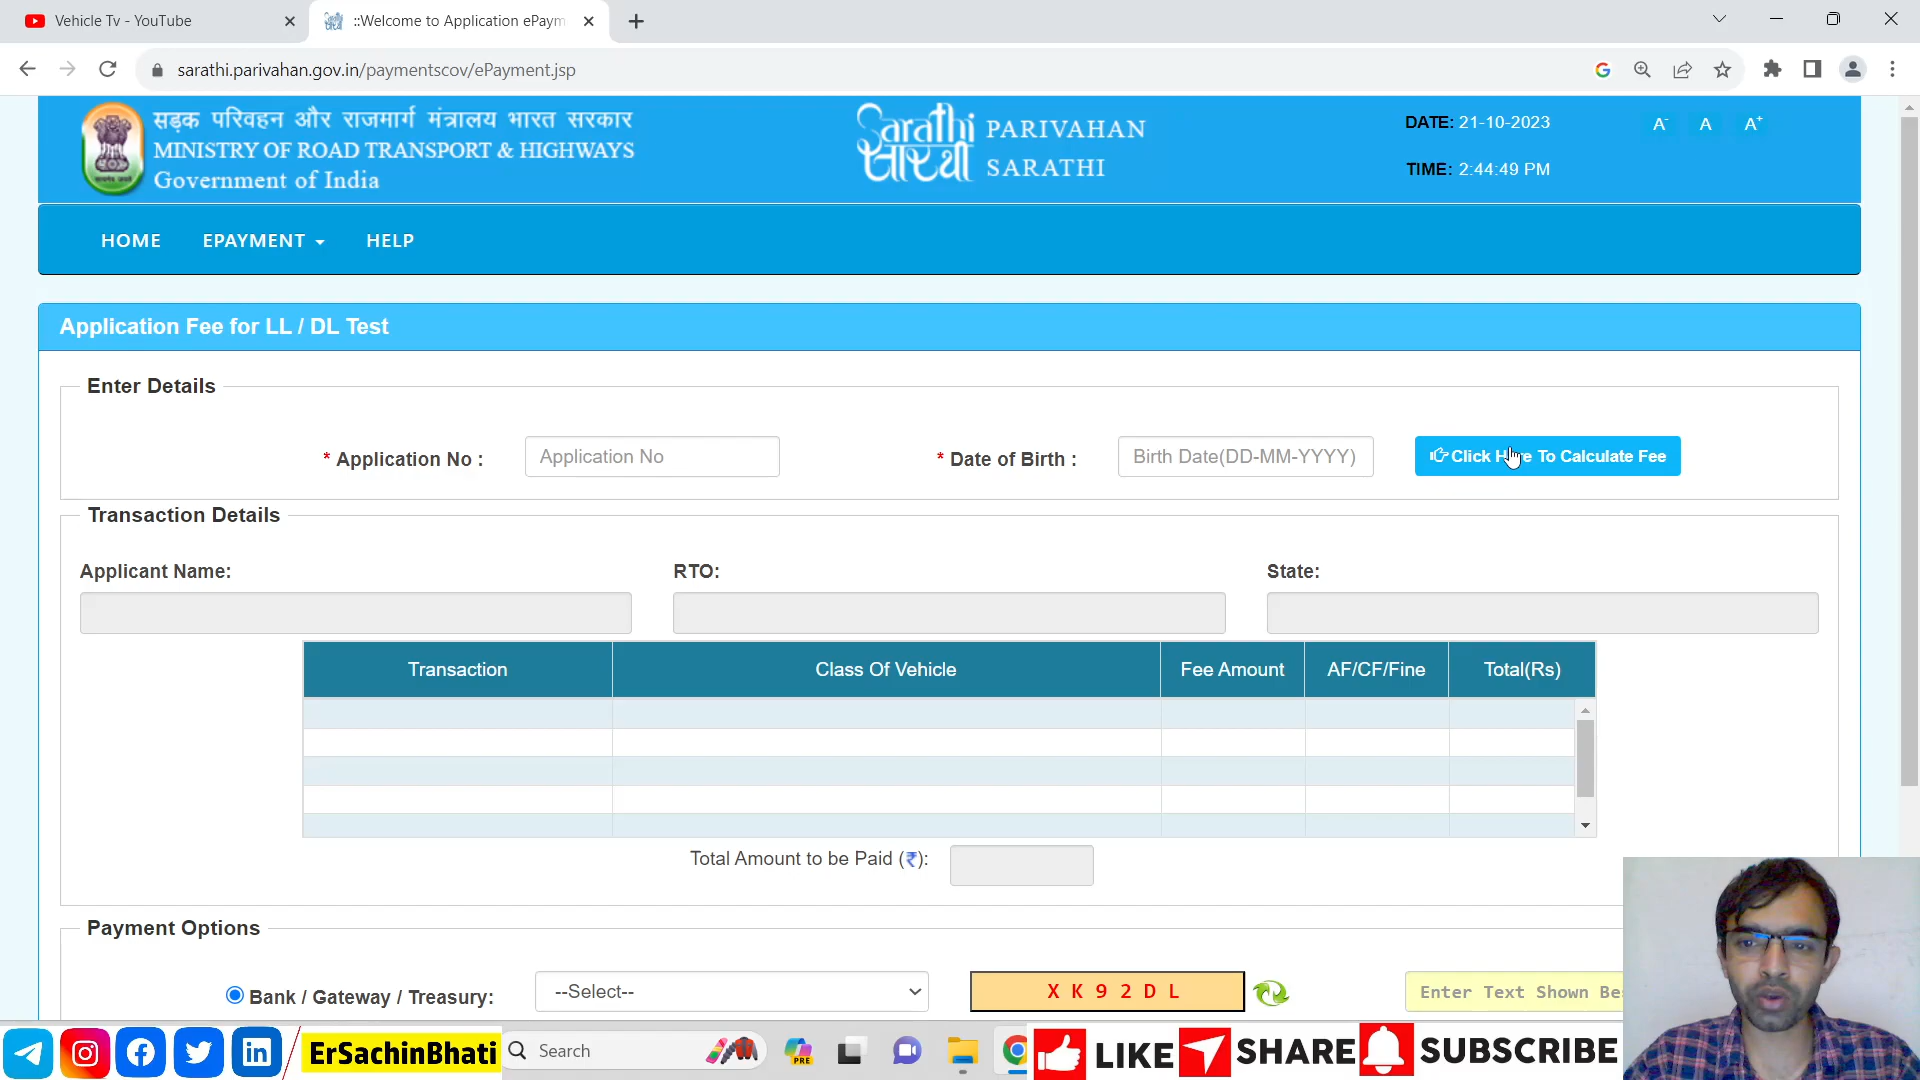 Vehicle Tv - YouTube
::Welcome to Application ePaym
sarathi.parivahan.gov.in/paymentscov/ePayment.jsp
सड़क परिवहन और राजमार्ग मंत्रालय भारत सरकार
MINISTRY OF ROAD TRANSPORT & HIGHWAYS
Government of India
Sarathi
सारथी
PARIVAHAN
SARATHI
DATE: 21-10-2023
TIME: 2:44:49 PM
A- A A+
HOME EPAYMENT HELP
Application Fee for LL / DL Test
Enter Details
* Application No : Application No * Date of Birth : Birth Date(DD-MM-YYYY) Click Here To Calculate Fee
Transaction Details
Applicant Name: RTO: State:
Transaction Class Of Vehicle Fee Amount AF/CF/Fine Total(Rs)
Total Amount to be Paid (₹):
Payment Options
Bank / Gateway / Treasury: --Select-- X K 9 2 D L Enter Text Shown Be
ErSachinBhati Search PRE LIKE SHARE SUBSCRIBE